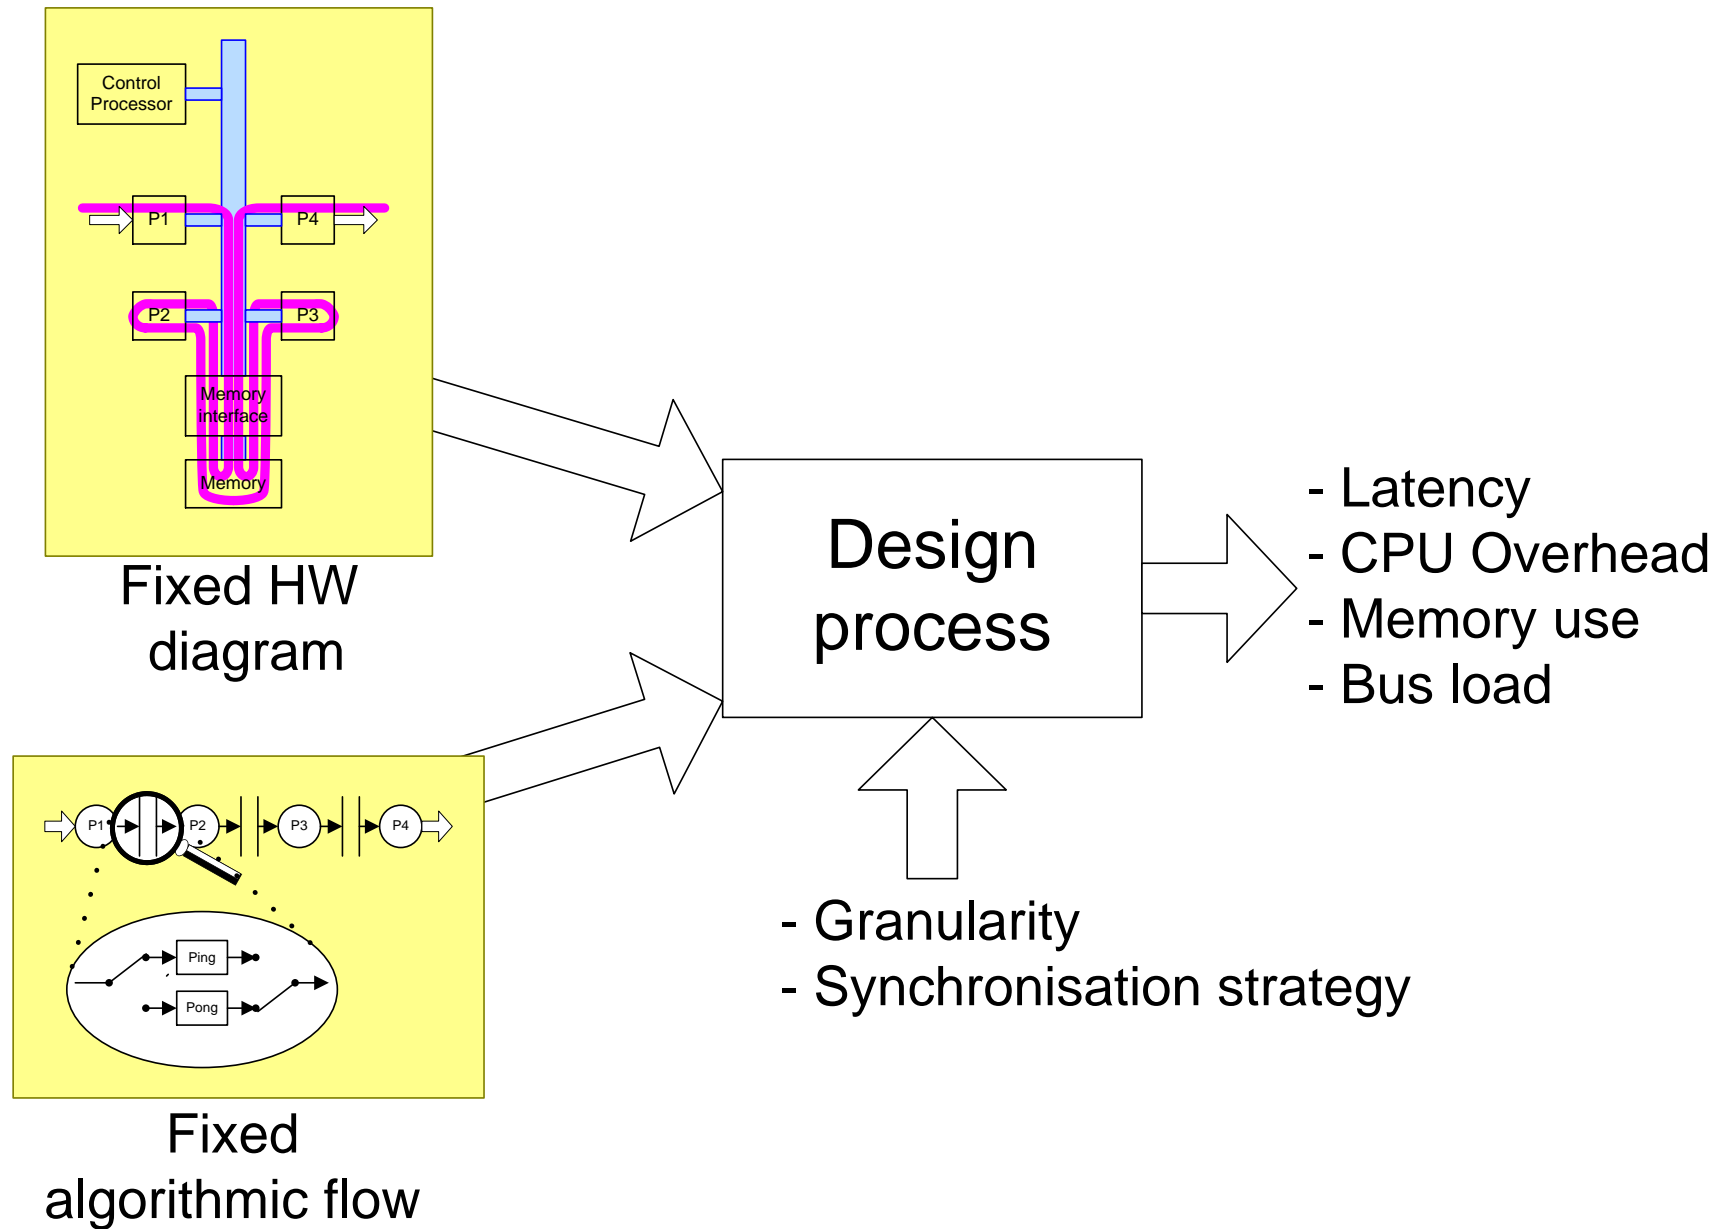 Control
Processor
P1
P4
P2
P3
Memory
interface
Memory
Fixed HW
diagram
Design
process
- Latency
- CPU Overhead
- Memory use
- Bus load
P1
P2
P3
P4
Ping
Pong
- Granularity
- Synchronisation strategy
Fixed
algorithmic flow